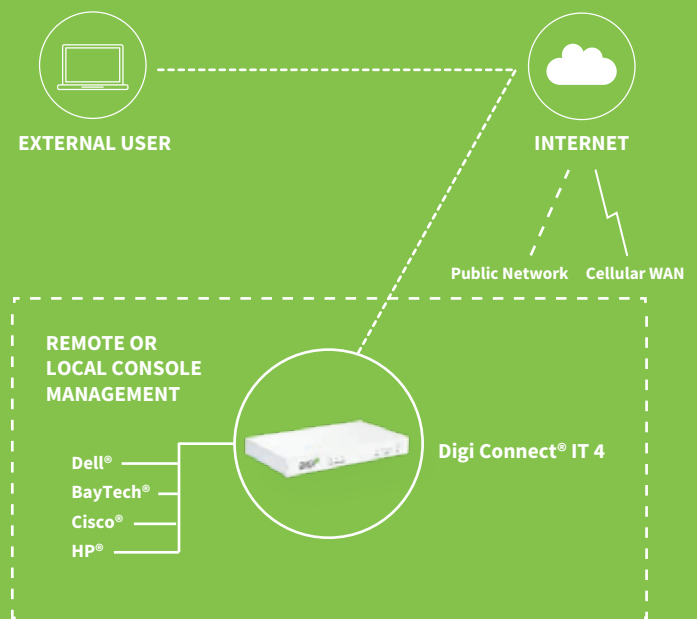 EXTERNAL USER
INTERNET
Public Network
Cellular WAN
REMOTE OR
LOCAL CONSOLE
MANAGEMENT
Dell®
BayTech®
Cisco®
HP®
DIGI
Digi Connect® IT 4